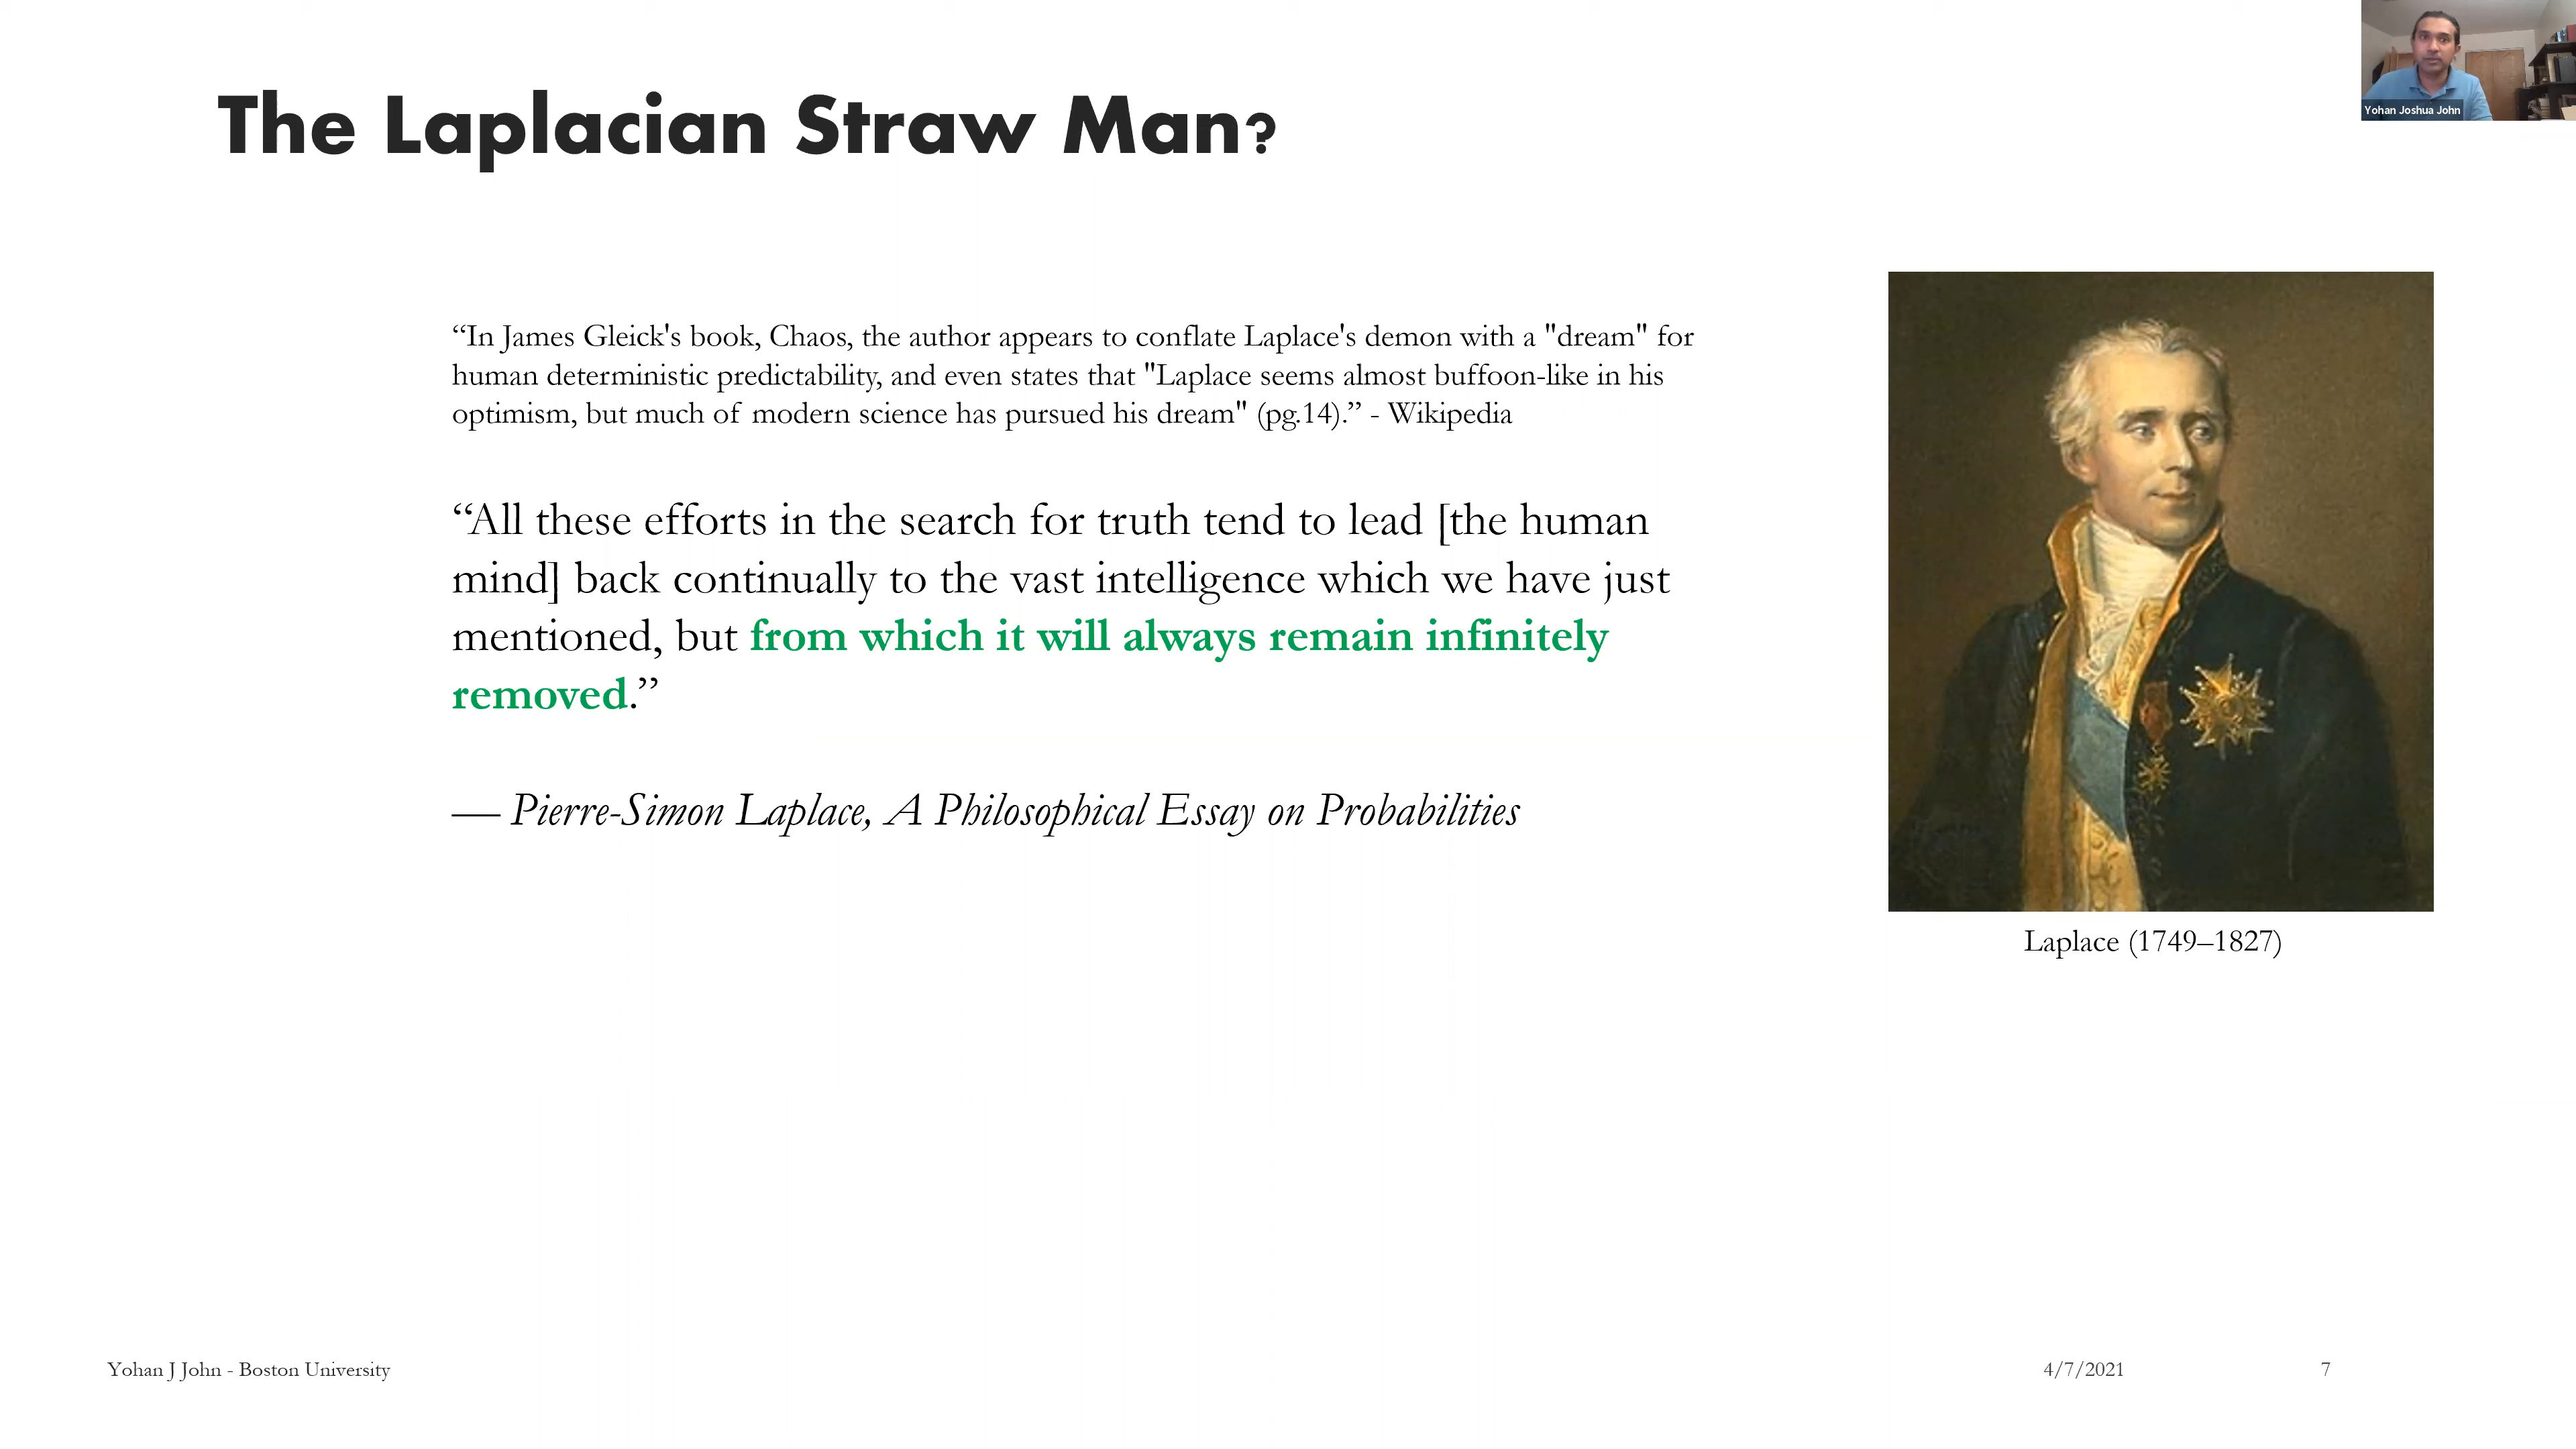 Yohan Joshua John
The Laplacian Straw Man?
“In James Gleick's book, Chaos, the author appears to conflate Laplace's demon with a "dream" for
human deterministic predictability, and even states that "Laplace seems almost buffoon-like in his
optimism, but much of modern science has pursued his dream" (pg.14).” - Wikipedia
“All these efforts in the search for truth tend to lead [the human
mind] back continually to the vast intelligence which we have just
mentioned, but from which it will always remain infinitely
removed.”
— Pierre-Simon Laplace, A Philosophical Essay on Probabilities
Laplace (1749–1827)
Yohan J John - Boston University
4/7/2021
7